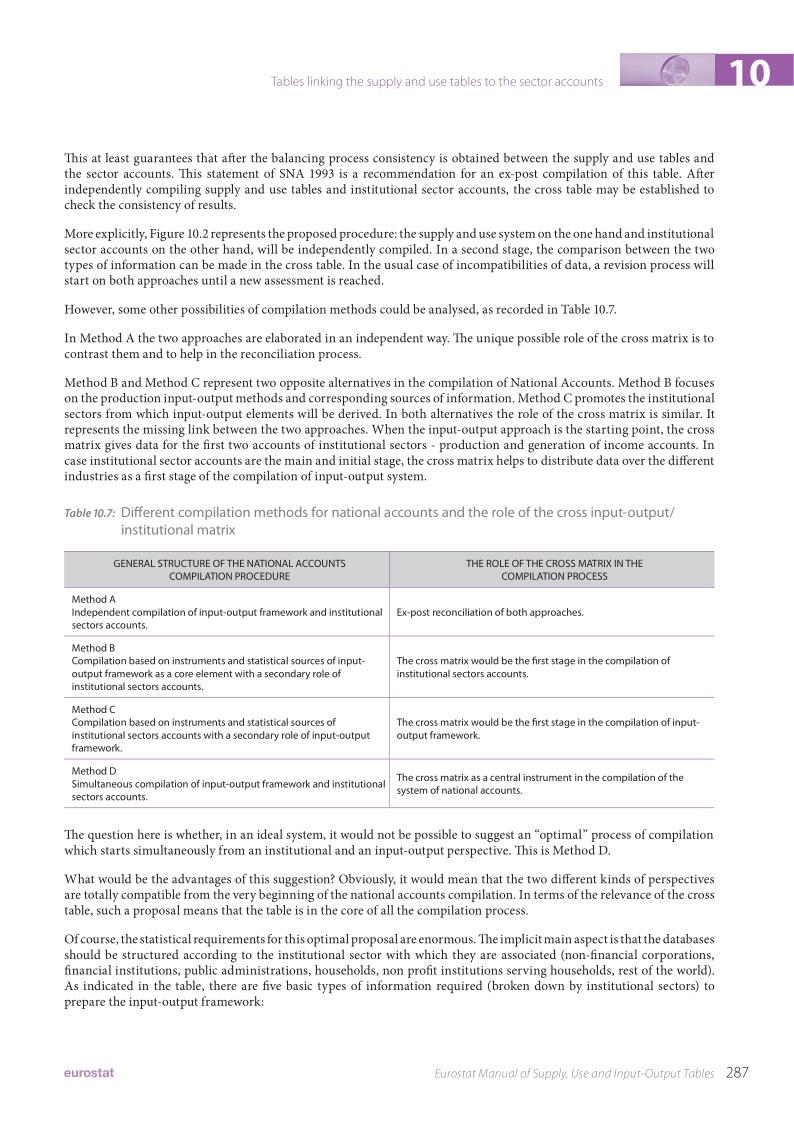 Tables linking the supply and use tables to the sector accounts
10
This at least guarantees that after the balancing process consistency is obtained between the supply and use tables and
the sector accounts. This statement of SNA 1993 is a recommendation for an ex-post compilation of this table. After
independently compiling supply and use tables and institutional sector accounts, the cross table may be established to
check the consistency of results.
More explicitly, Figure 10.2 represents the proposed procedure: the supply and use system on the one hand and institutional
sector accounts on the other hand, will be independently compiled. In a second stage, the comparison between the two
types of information can be made in the cross table. In the usual case of incompatibilities of data, a revision process will
start on both approaches until a new assessment is reached.
However, some other possibilities of compilation methods could be analysed, as recorded in Table 10.7.
In Method A the two approaches are elaborated in an independent way. The unique possible role of the cross matrix is to
contrast them and to help in the reconciliation process.
Method B and Method C represent two opposite alternatives in the compilation of National Accounts. Method B focuses
on the production input-output methods and corresponding sources of information. Method C promotes the institutional
sectors from which input-output elements will be derived. In both alternatives the role of the cross matrix is similar. It
represents the missing link between the two approaches. When the input-output approach is the starting point, the cross
matrix gives data for the first two accounts of institutional sectors - production and generation of income accounts. In
case institutional sector accounts are the main and initial stage, the cross matrix helps to distribute data over the different
industries as a first stage of the compilation of input-output system.
Table 10.7: Different compilation methods for national accounts and the role of the cross input-output/
institutional matrix
GENERAL STRUCTURE OF THE NATIONAL ACCOUNTS
COMPILATION PROCEDURE
THE ROLE OF THE CROSS MATRIX IN THE
COMPILATION PROCESS
Method A
Independent compilation of input-output framework and institutional
sectors accounts.
Ex-post reconciliation of both approaches.
Method B
Compilation based on instruments and statistical sources of input-
output framework as a core element with a secondary role of
institutional sectors accounts.
The cross matrix would be the first stage in the compilation of
institutional sectors accounts.
Method C
Compilation based on instruments and statistical sources of
institutional sectors accounts with a secondary role of input-output
framework.
The cross matrix would be the first stage in the compilation of input-
output framework.
Method D
Simultaneous compilation of input-output framework and institutional
sectors accounts.
The cross matrix as a central instrument in the compilation of the
system of national accounts.
The question here is whether, in an ideal system, it would not be possible to suggest an “optimal” process of compilation
which starts simultaneously from an institutional and an input-output perspective. This is Method D.
What would be the advantages of this suggestion? Obviously, it would mean that the two different kinds of perspectives
are totally compatible from the very beginning of the national accounts compilation. In terms of the relevance of the cross
table, such a proposal means that the table is in the core of all the compilation process.
Of course, the statistical requirements for this optimal proposal are enormous. The implicit main aspect is that the databases
should be structured according to the institutional sector with which they are associated (non-financial corporations,
financial institutions, public administrations, households, non profit institutions serving households, rest of the world).
As indicated in the table, there are five basic types of information required (broken down by institutional sectors) to
prepare the input-output framework:
eurostat
Eurostat Manual of Supply, Use and Input-Output Tables 287